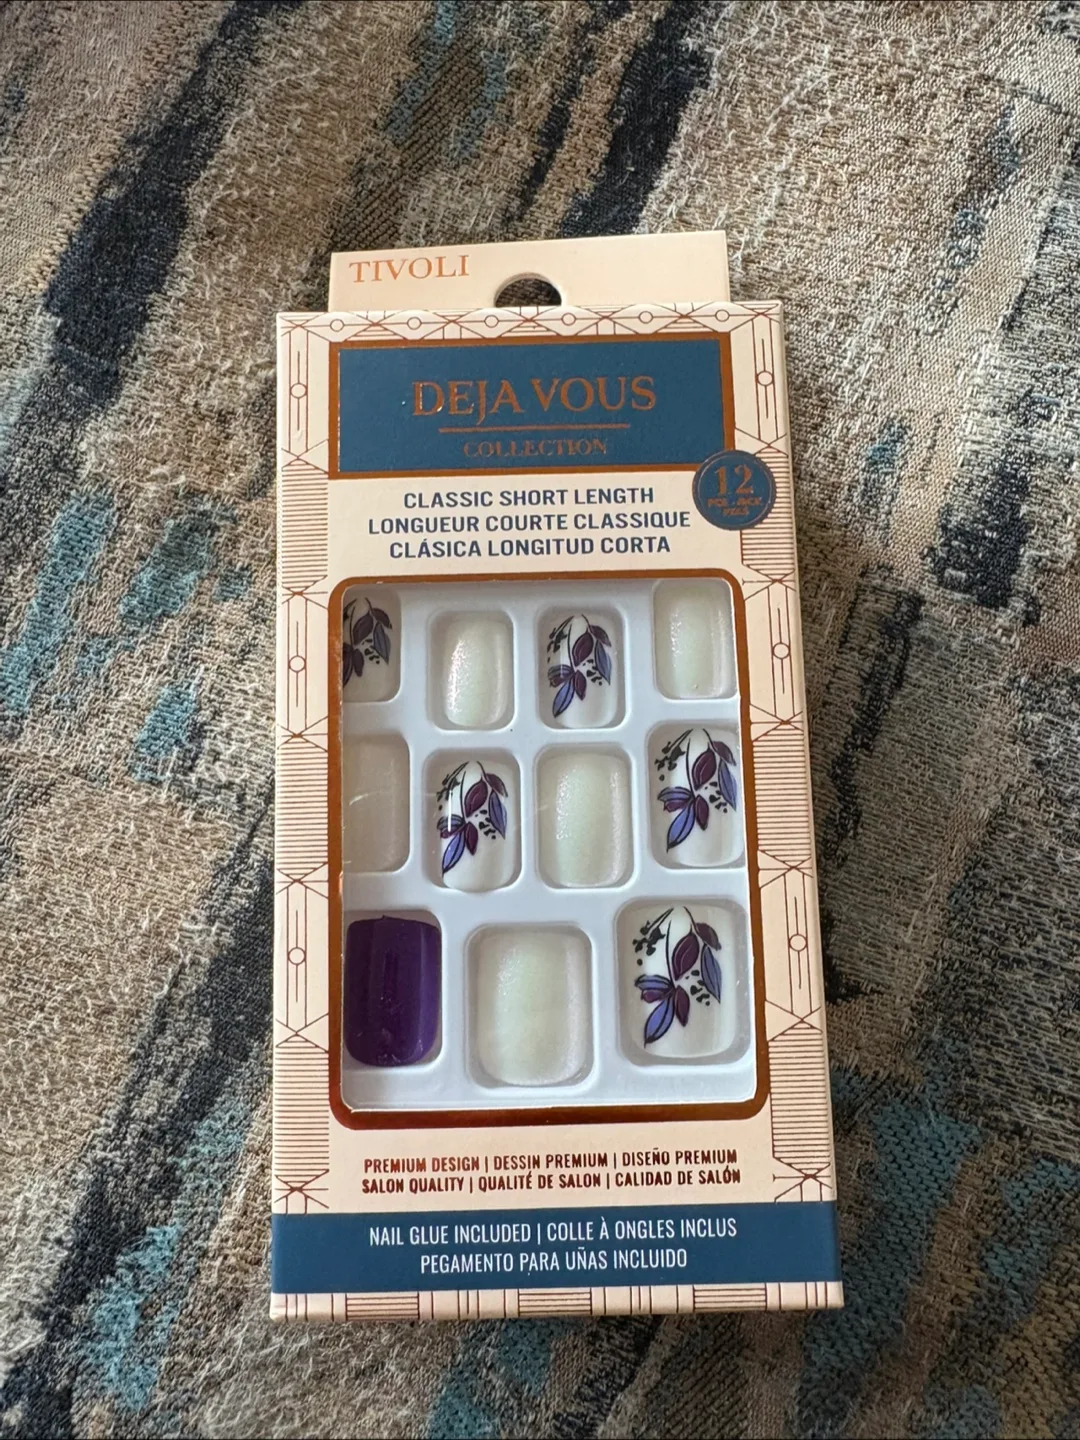 TIVOLI
DEJA VOUS
COLLECTION
12
CLASSIC SHORT LENGTH
LONGUEUR COURTE CLASSIQUE
CLÁSICA LONGITUD CORTA
PREMIUM DESIGN | DESSIN PREMIUM | DISEÑO PREMIUM
SALON QUALITY | QUALITÉ DE SALON | CALIDAD DE SALÓN
NAIL GLUE INCLUDED | COLLE À ONGLES INCLUS
PEGAMENTO PARA UÑAS INCLUIDO